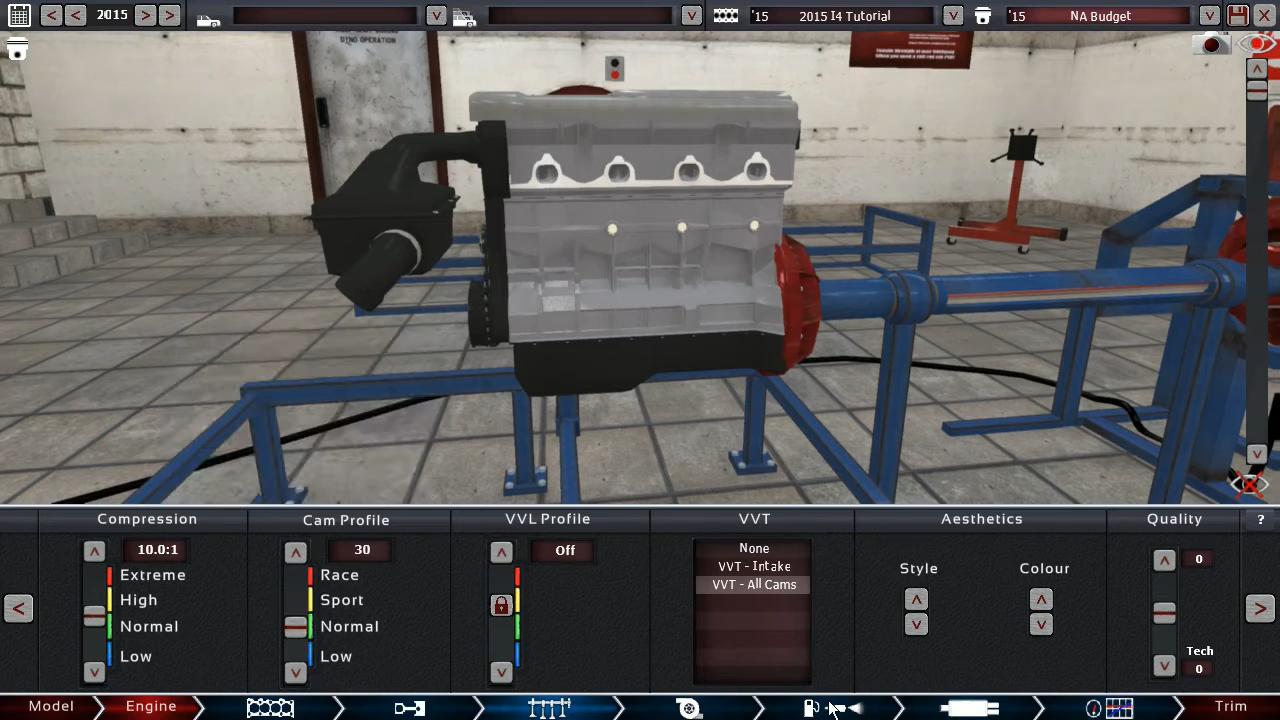 2015
'15 2015 I4 Tutorial
'15 NA Budget
DYNO OPERATION
Compression
Cam Profile
VVL Profile
VVT
Aesthetics
Quality
?
10.0:1
Extreme
High
Normal
Low
30
Race
Sport
Normal
Low
Off
None
VVT - Intake
VVT - All Cams
Style
Colour
0
Tech
0
Model
Engine
Trim